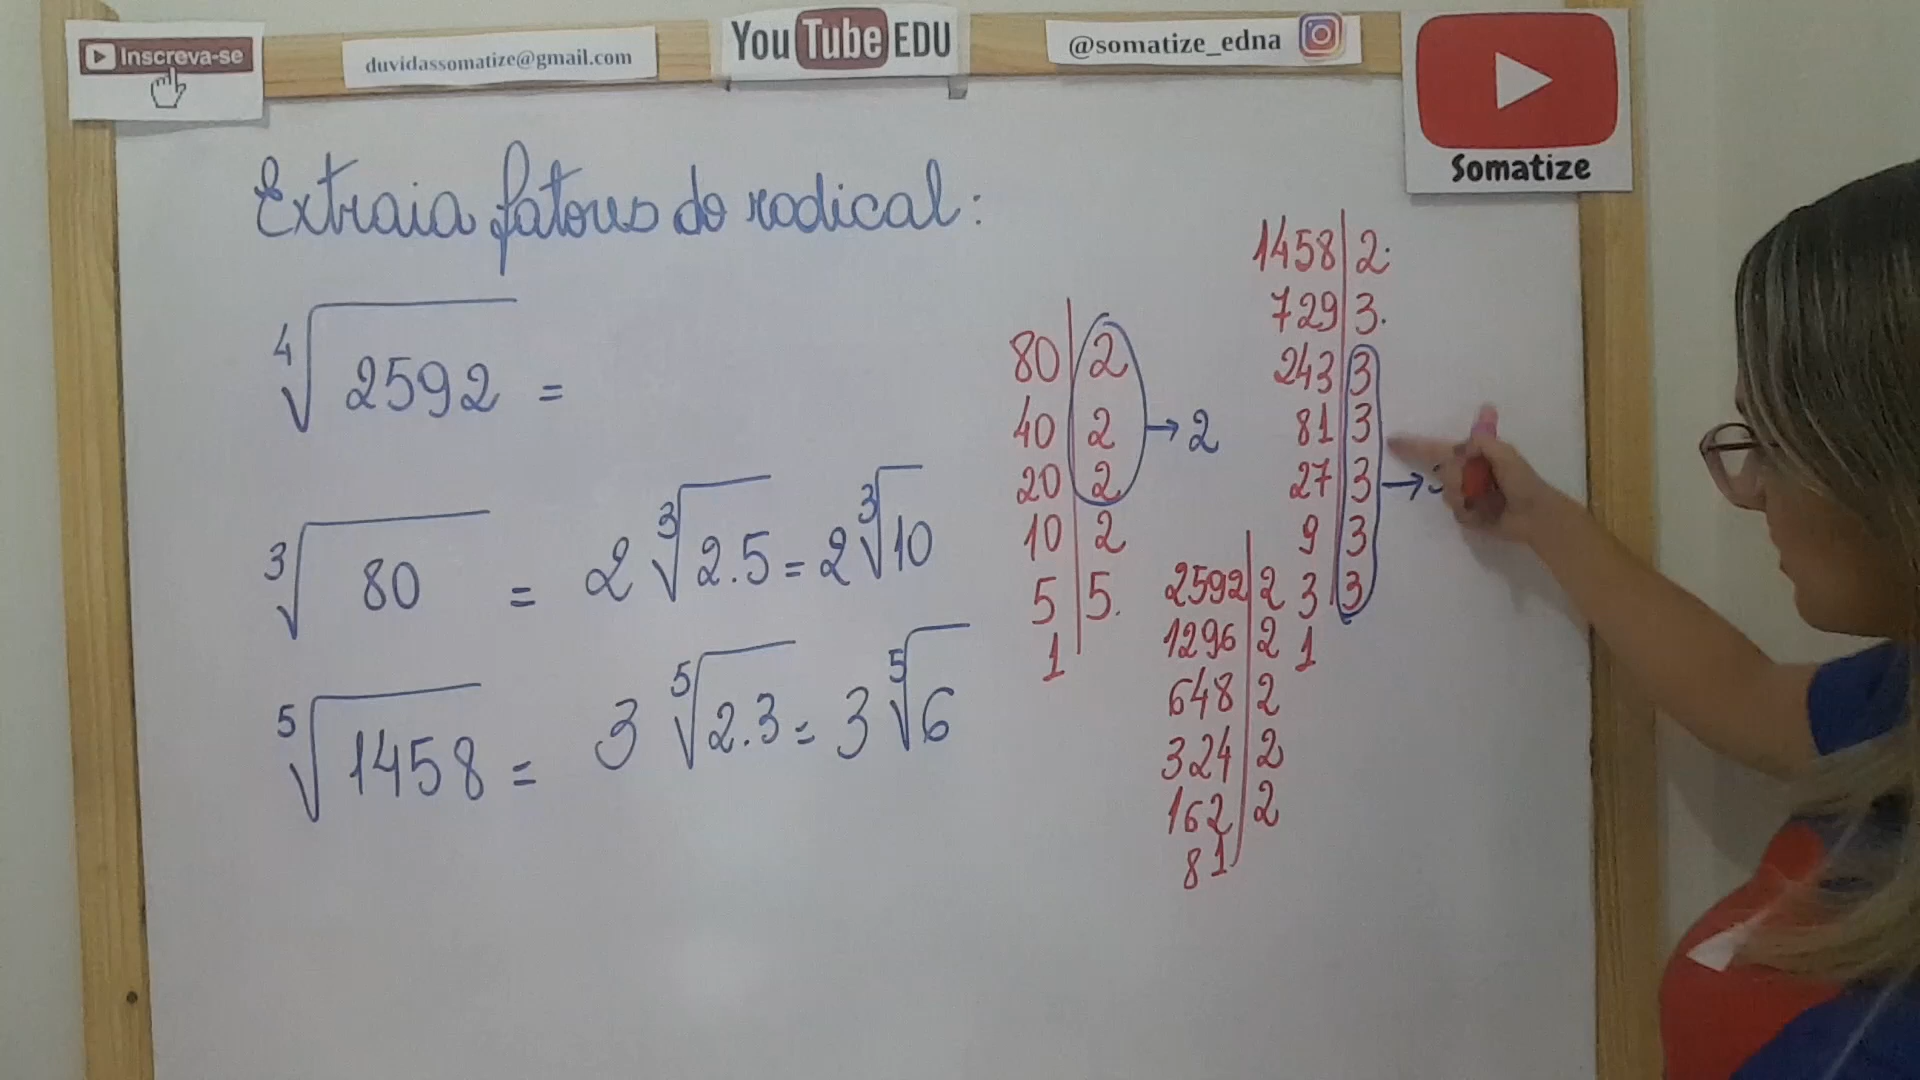 Inscreva-se
duvidassomatize@gmail.com
YouTube EDU
@somatize_edna
Somatize
Extraia fatores do radical:
⁴√2592 =
³√80 = 2 ³√2.5 = 2 ³√10
⁵√1458 = 3 ⁵√2.3 = 3 ⁵√6
80 | 2
40 | 2 → 2
20 | 2
10 | 2
5 | 5.
1
1458 | 2.
729 | 3.
243 | 3
81 | 3
27 | 3 →
9 | 3
3 | 3
1
2592 | 2
1296 | 2
648 | 2
324 | 2
162 | 2
81